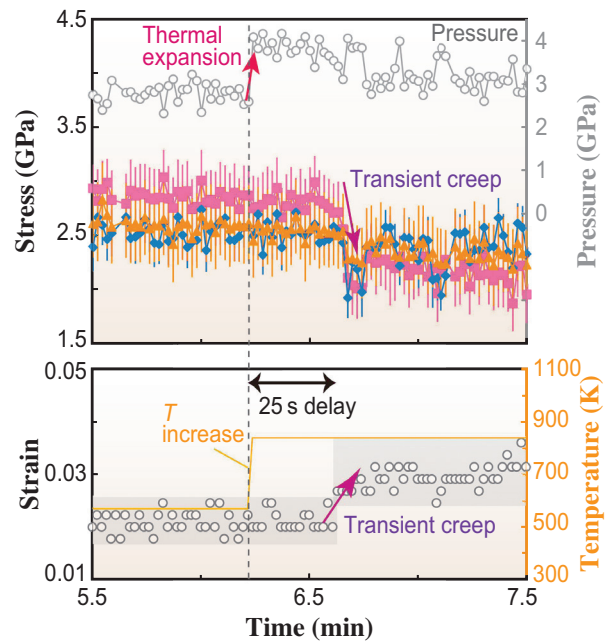 4.5
Pressure
4
Thermal
expansion
3
3.5
2
1
Transient creep
0
2.5
1.5
Stress (GPa)
Pressure (GPa)
0.05
1100
25 s delay
900
T
increase
0.03
700
500
Transient creep
0.01
300
Strain
Temperature (K)
5.5
6.5
7.5
Time (min)